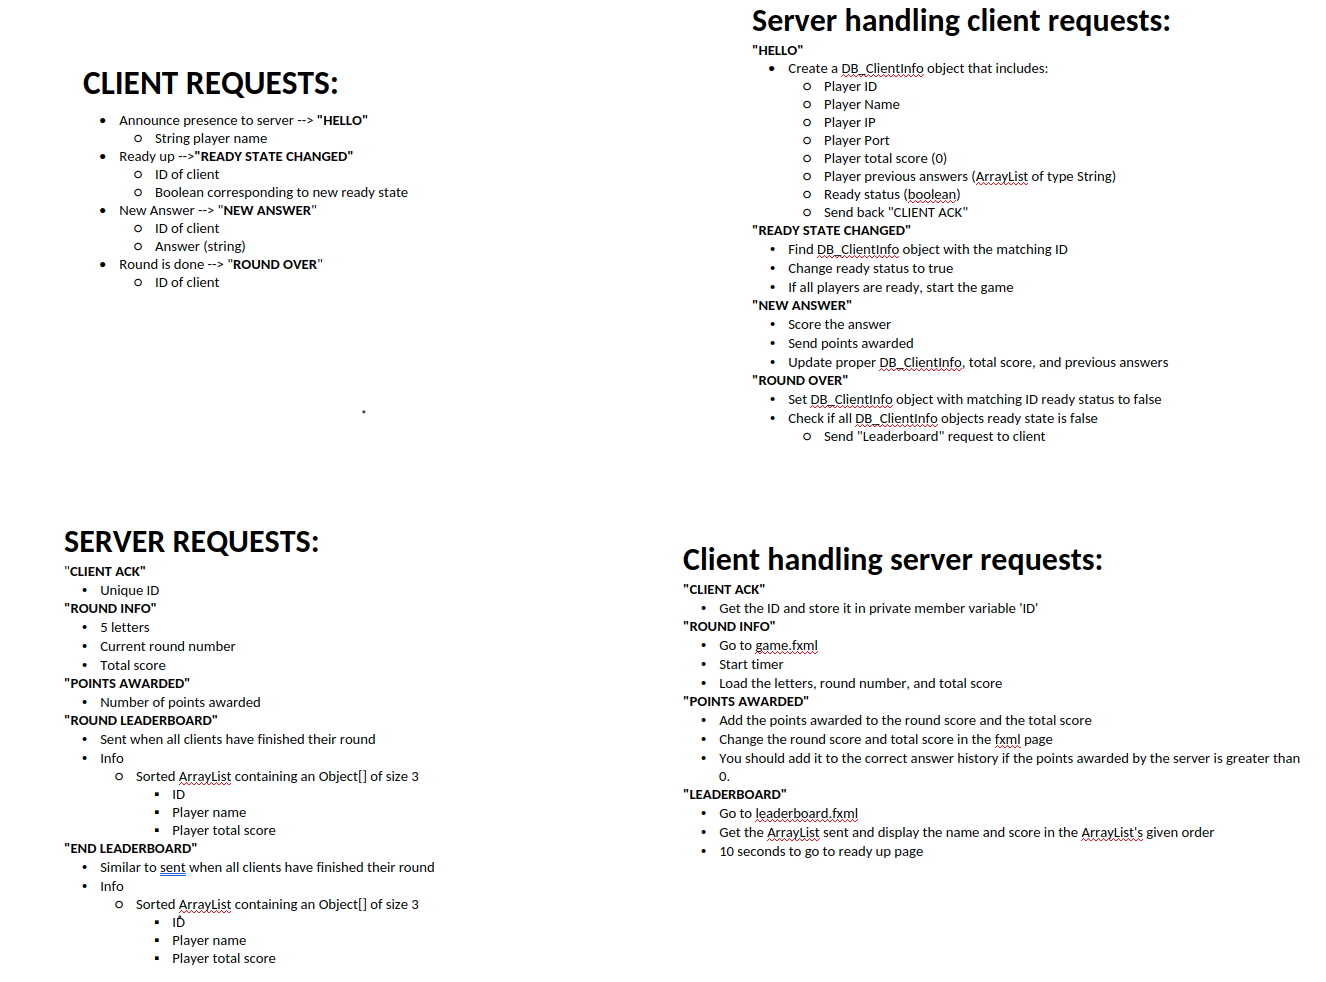 CLIENT REQUESTS:
• Announce presence to server --> "HELLO"
o String player name
• Ready up -->"READY STATE CHANGED"
o ID of client
o Boolean corresponding to new ready state
• New Answer --> "NEW ANSWER"
o ID of client
o Answer (string)
• Round is done --> "ROUND OVER"
o ID of client
Server handling client requests:
"HELLO"
• Create a DB_ClientInfo object that includes:
o Player ID
o Player Name
o Player IP
o Player Port
o Player total score (0)
o Player previous answers (ArrayList of type String)
o Ready status (boolean)
o Send back "CLIENT ACK"
"READY STATE CHANGED"
• Find DB_ClientInfo object with the matching ID
• Change ready status to true
• If all players are ready, start the game
"NEW ANSWER"
• Score the answer
• Send points awarded
• Update proper DB_ClientInfo, total score, and previous answers
"ROUND OVER"
• Set DB_ClientInfo object with matching ID ready status to false
• Check if all DB_ClientInfo objects ready state is false
o Send "Leaderboard" request to client
SERVER REQUESTS:
"CLIENT ACK"
• Unique ID
"ROUND INFO"
• 5 letters
• Current round number
• Total score
"POINTS AWARDED"
• Number of points awarded
"ROUND LEADERBOARD"
• Sent when all clients have finished their round
• Info
o Sorted ArrayList containing an Object[] of size 3
▪ ID
▪ Player name
▪ Player total score
"END LEADERBOARD"
• Similar to sent when all clients have finished their round
• Info
o Sorted ArrayList containing an Object[] of size 3
▪ ID
▪ Player name
▪ Player total score
Client handling server requests:
"CLIENT ACK"
• Get the ID and store it in private member variable 'ID'
"ROUND INFO"
• Go to game.fxml
• Start timer
• Load the letters, round number, and total score
"POINTS AWARDED"
• Add the points awarded to the round score and the total score
• Change the round score and total score in the fxml page
• You should add it to the correct answer history if the points awarded by the server is greater than
0.
"LEADERBOARD"
• Go to leaderboard.fxml
• Get the ArrayList sent and display the name and score in the ArrayList's given order
• 10 seconds to go to ready up page